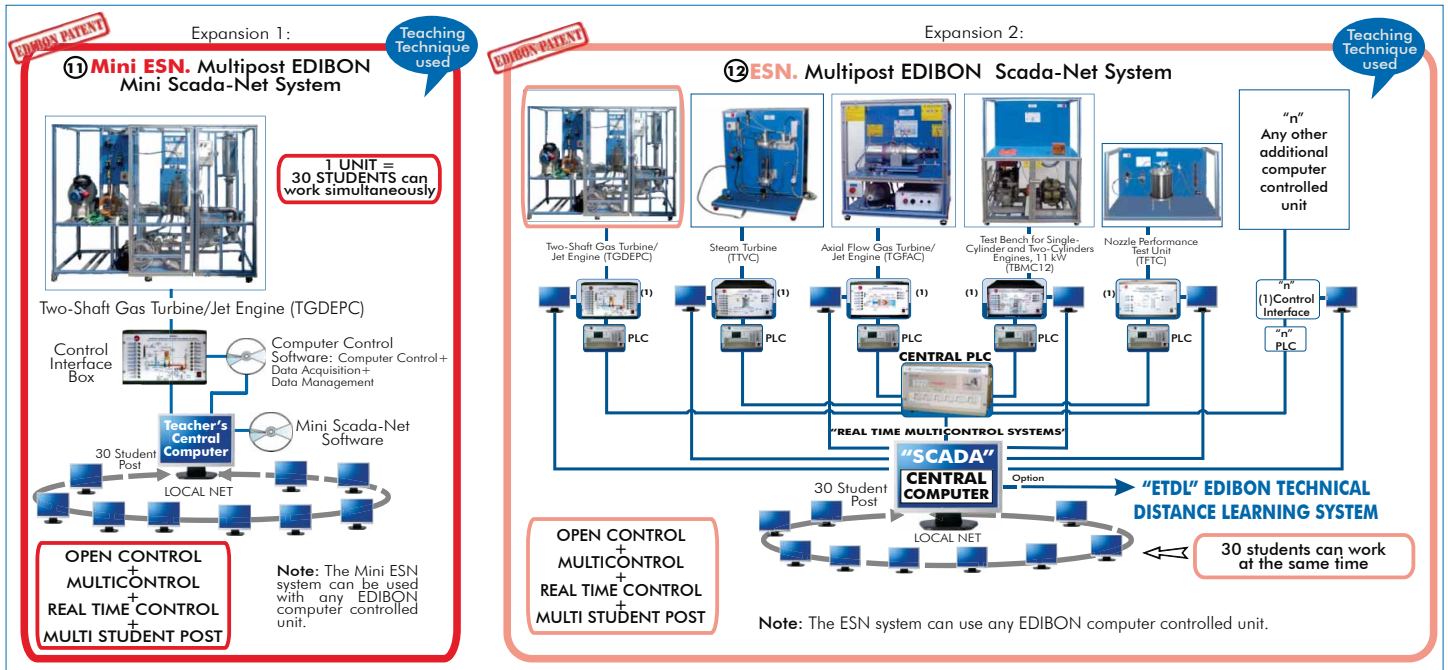 Expansion 1:
EDIBON PATENT
Teaching
Technique
used
⑪ Mini ESN. Multipost EDIBON
Mini Scada-Net System
1 UNIT =
30 STUDENTS can
work simultaneously
Two-Shaft Gas Turbine/Jet Engine (TGDEPC)
Control
Interface
Box
Computer Control
Software: Computer Control+
Data Acquisition+
Data Management
Teacher's
Central
Computer
Mini Scada-Net
Software
30 Student
Post
LOCAL NET
OPEN CONTROL
+
MULTICONTROL
+
REAL TIME CONTROL
+
MULTI STUDENT POST
Note: The Mini ESN
system can be used
with any EDIBON
computer controlled
unit.
Expansion 2:
EDIBON PATENT
Teaching
Technique
used
⑫ ESN. Multipost EDIBON Scada-Net System
"n"
Any other
additional
computer
controlled
unit
Two-Shaft Gas Turbine/
Jet Engine (TGDEPC)
Steam Turbine
(TTVC)
Axial Flow Gas Turbine/
Jet Engine (TGFAC)
Test Bench for Single-
Cylinder and Two-Cylinders
Engines, 11 kW
(TBMC12)
Nozzle Performance
Test Unit
(TFTC)
(1)
(1)
(1)
(1)
(1)
"n"
(1)Control
Interface
PLC
PLC
PLC
PLC
PLC
"n"
PLC
CENTRAL PLC
"REAL TIME MULTICONTROL SYSTEMS"
"SCADA"
CENTRAL
COMPUTER
Option
"ETDL" EDIBON TECHNICAL
DISTANCE LEARNING SYSTEM
30 Student
Post
LOCAL NET
30 students can work
at the same time
OPEN CONTROL
+
MULTICONTROL
+
REAL TIME CONTROL
+
MULTI STUDENT POST
Note: The ESN system can use any EDIBON computer controlled unit.